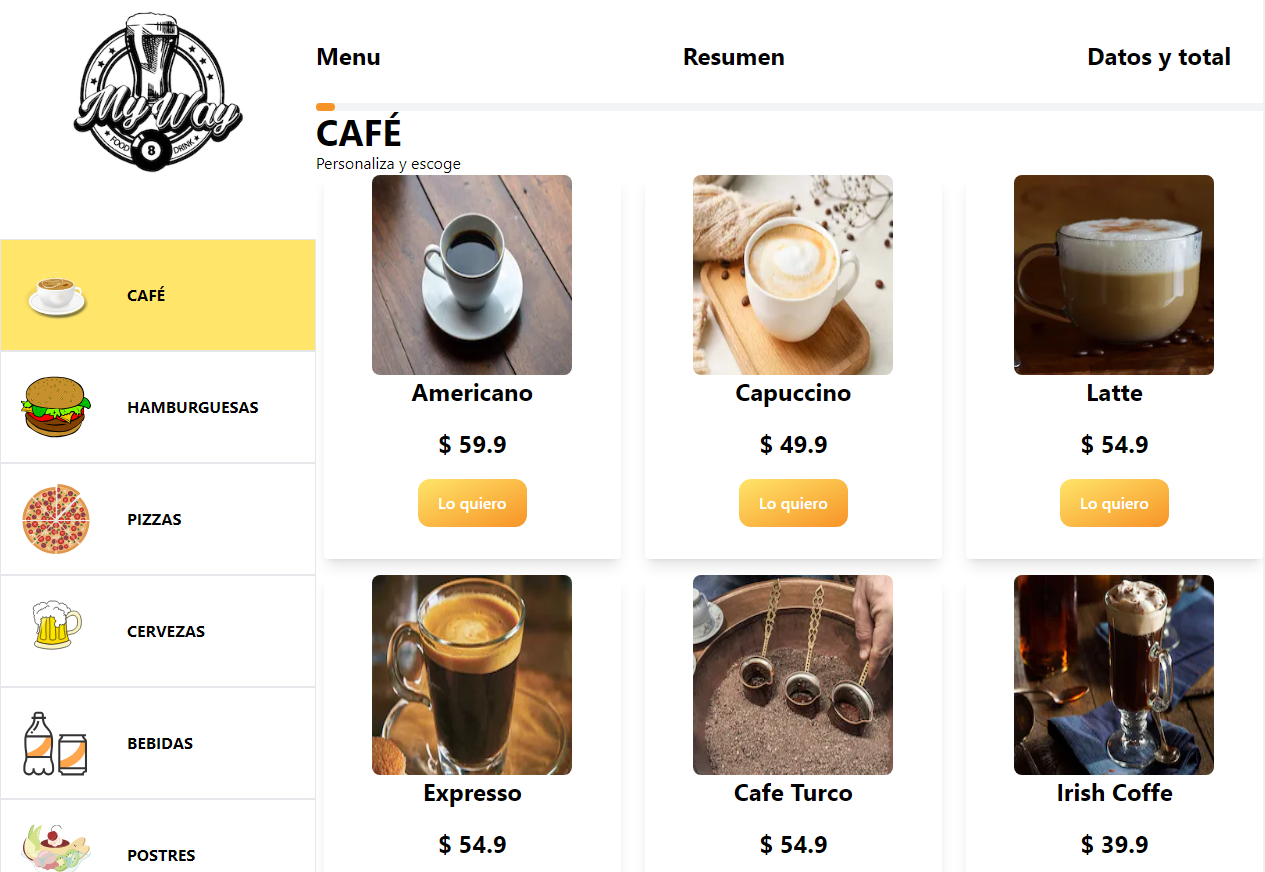 My Way
FOOD 8 DRINK
Menu
Resumen
Datos y total
CAFÉ
Personaliza y escoge
CAFÉ
HAMBURGUESAS
PIZZAS
CERVEZAS
BEBIDAS
POSTRES
Americano
$ 59.9
Lo quiero
Capuccino
$ 49.9
Lo quiero
Latte
$ 54.9
Lo quiero
Expresso
$ 54.9
Cafe Turco
$ 54.9
Irish Coffe
$ 39.9